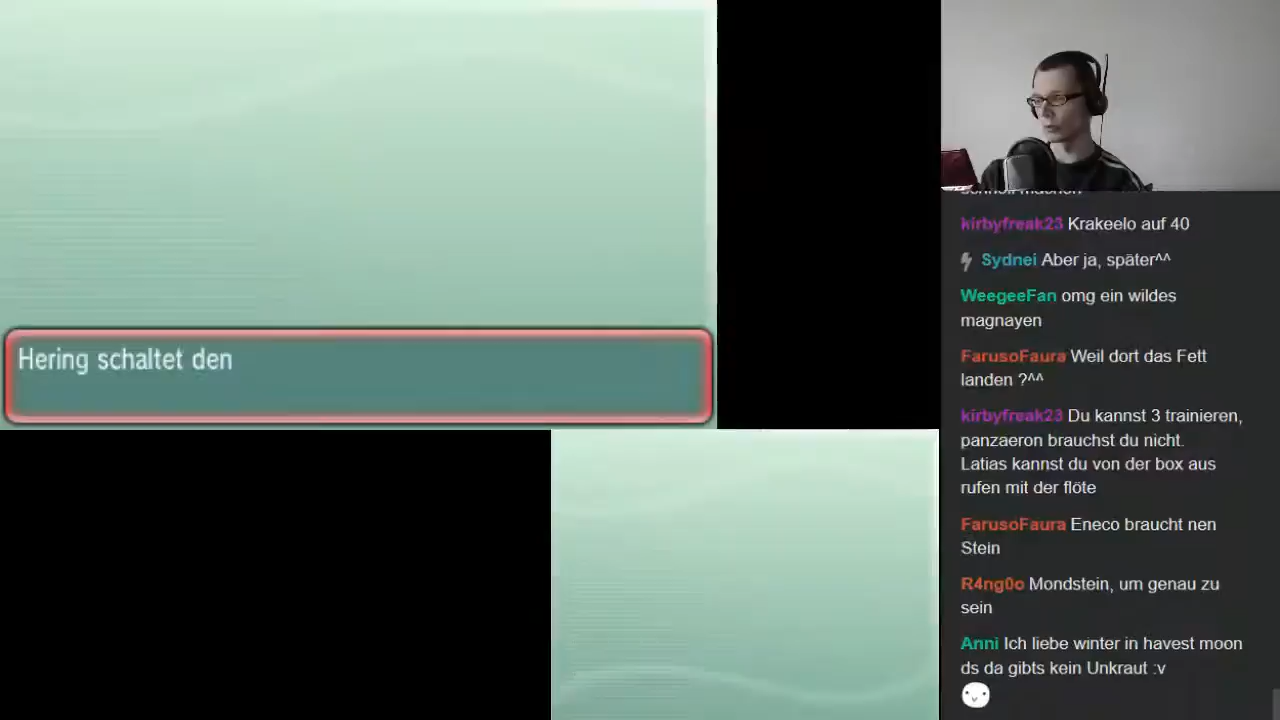 Hering schaltet den
kirbyfreak23 Krakeelo auf 40
Sydnei Aber ja, später^^
WeegeeFan omg ein wildes
magnayen
FarusoFaura Weil dort das Fett
landen ?^^
kirbyfreak23 Du kannst 3 trainieren,
panzaeron brauchst du nicht.
Latias kannst du von der box aus
rufen mit der flöte
FarusoFaura Eneco braucht nen
Stein
R4ng0o Mondstein, um genau zu
sein
Anni Ich liebe winter in havest moon
ds da gibts kein Unkraut :v